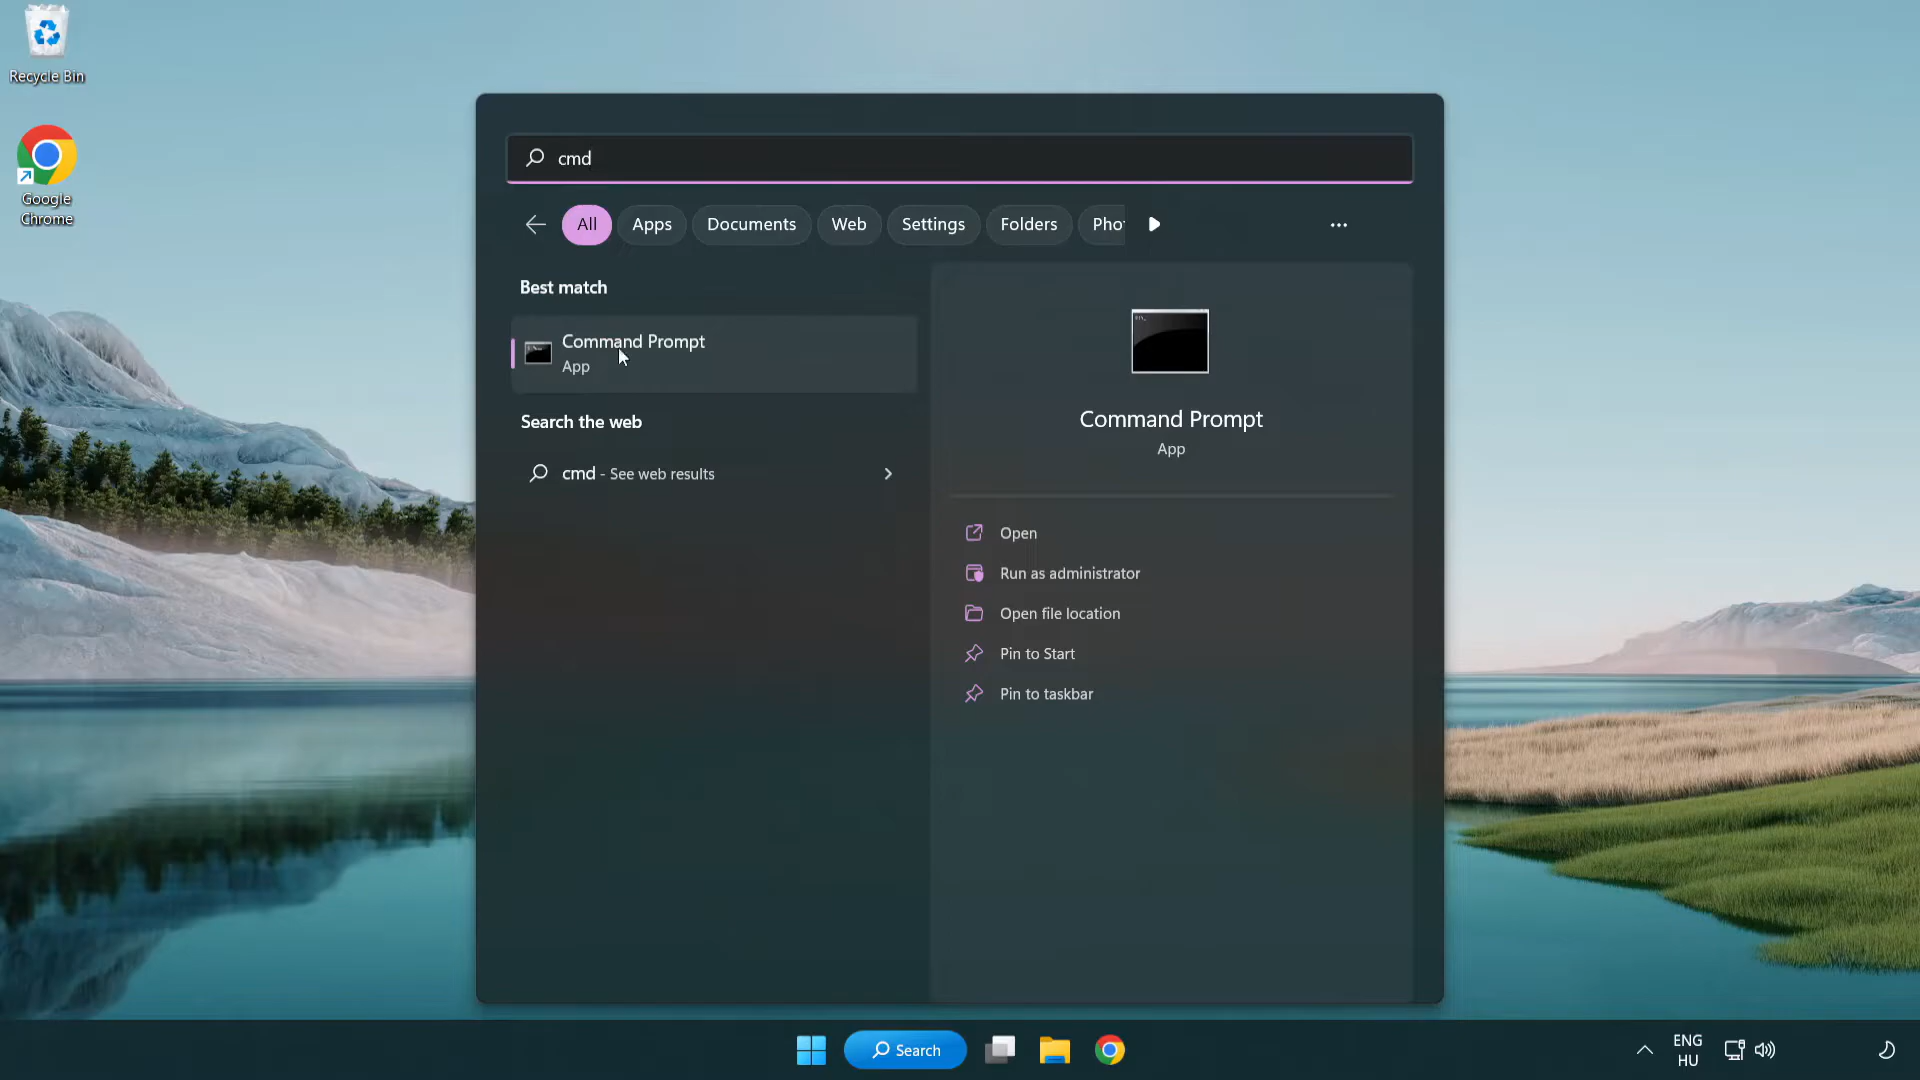 Recycle Bin
Google
Chrome
cmd
All Apps Documents Web Settings Folders Pho
Best match
Command Prompt
App
Search the web
cmd - See web results
Command Prompt
App
Open
Run as administrator
Open file location
Pin to Start
Pin to taskbar
Search
ENG
HU